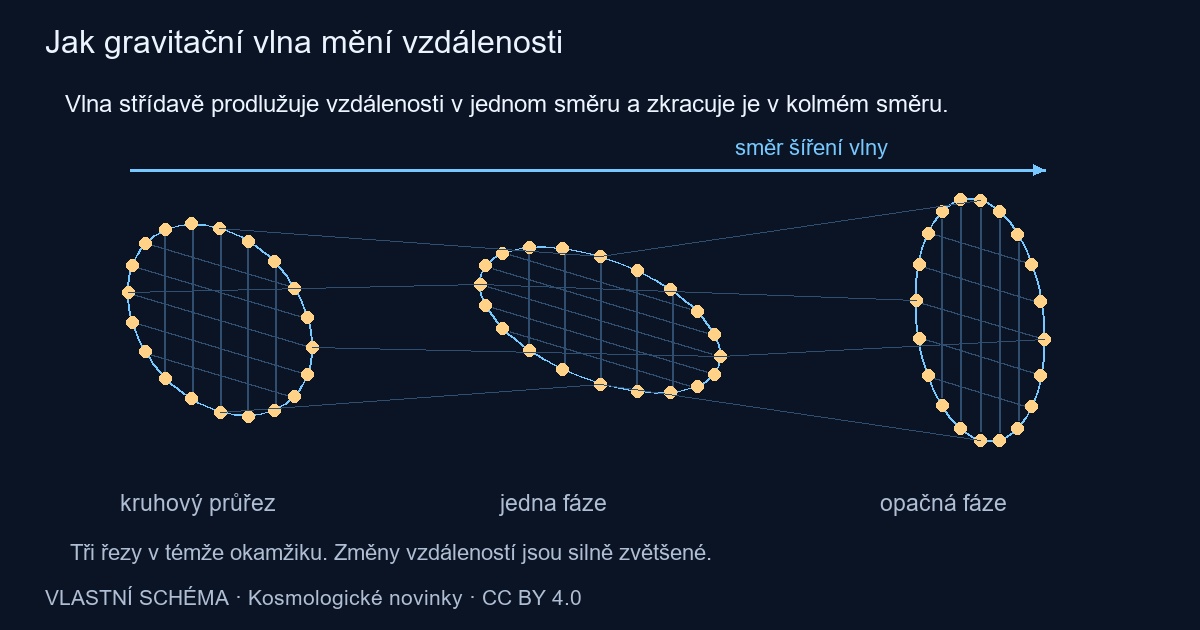 Jak gravitační vlna mění vzdálenosti
Vlna střídavě prodlužuje vzdálenosti v jednom směru a zkracuje je v kolmém směru.
směr šíření vlny
kruhový průřez
jedna fáze
opačná fáze
Tři řezy v témže okamžiku. Změny vzdáleností jsou silně zvětšené.
VLASTNÍ SCHÉMA · Kosmologické novinky · CC BY 4.0